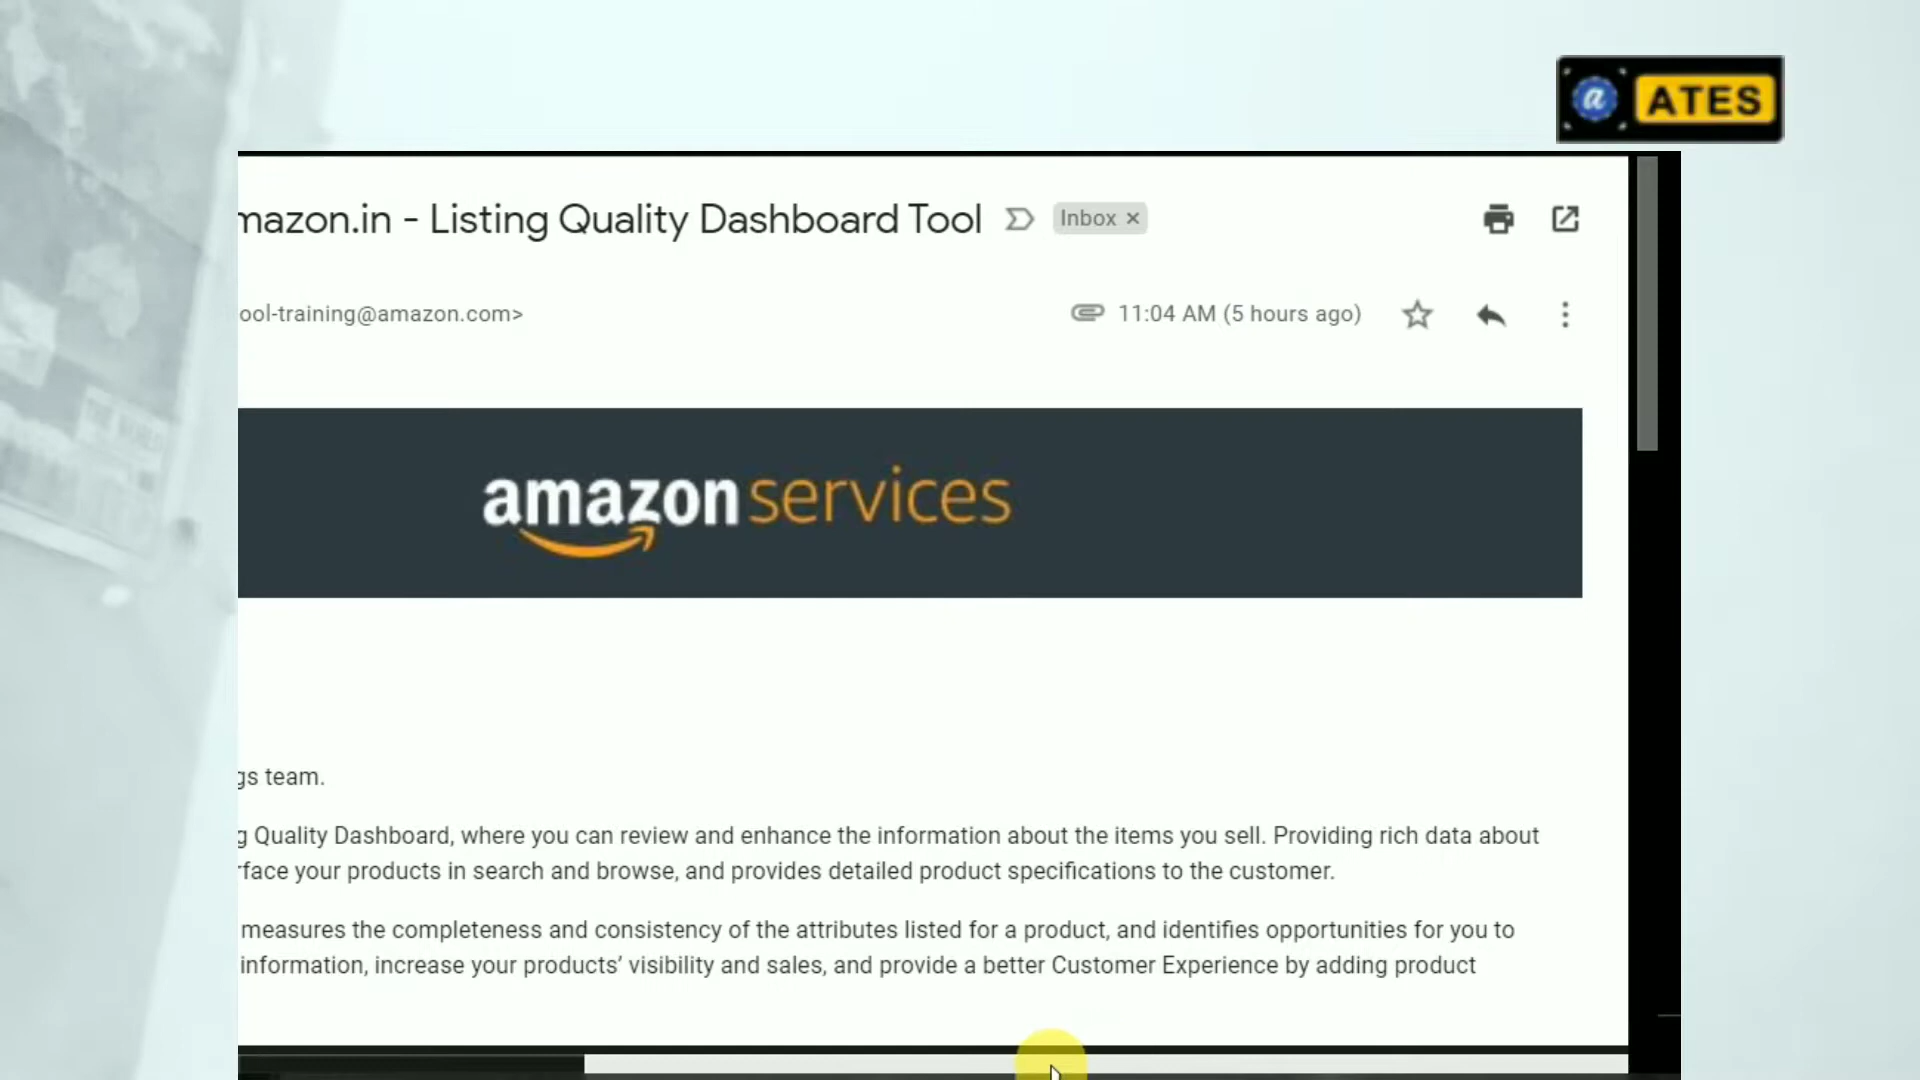 @ ATES
mazon.in - Listing Quality Dashboard Tool Inbox ×
ool-training@amazon.com> 11:04 AM (5 hours ago)
amazon services
gs team.
g Quality Dashboard, where you can review and enhance the information about the items you sell. Providing rich data about
rface your products in search and browse, and provides detailed product specifications to the customer.
measures the completeness and consistency of the attributes listed for a product, and identifies opportunities for you to
information, increase your products’ visibility and sales, and provide a better Customer Experience by adding product